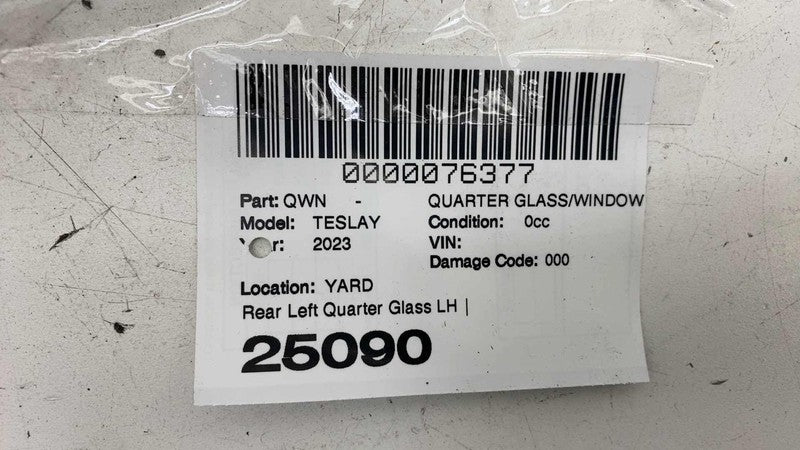 0000076377
Part: QWN - QUARTER GLASS/WINDOW
Model: TESLAY Condition: 0cc
2023 VIN:
Damage Code: 000
Location: YARD
Rear Left Quarter Glass LH |
25090